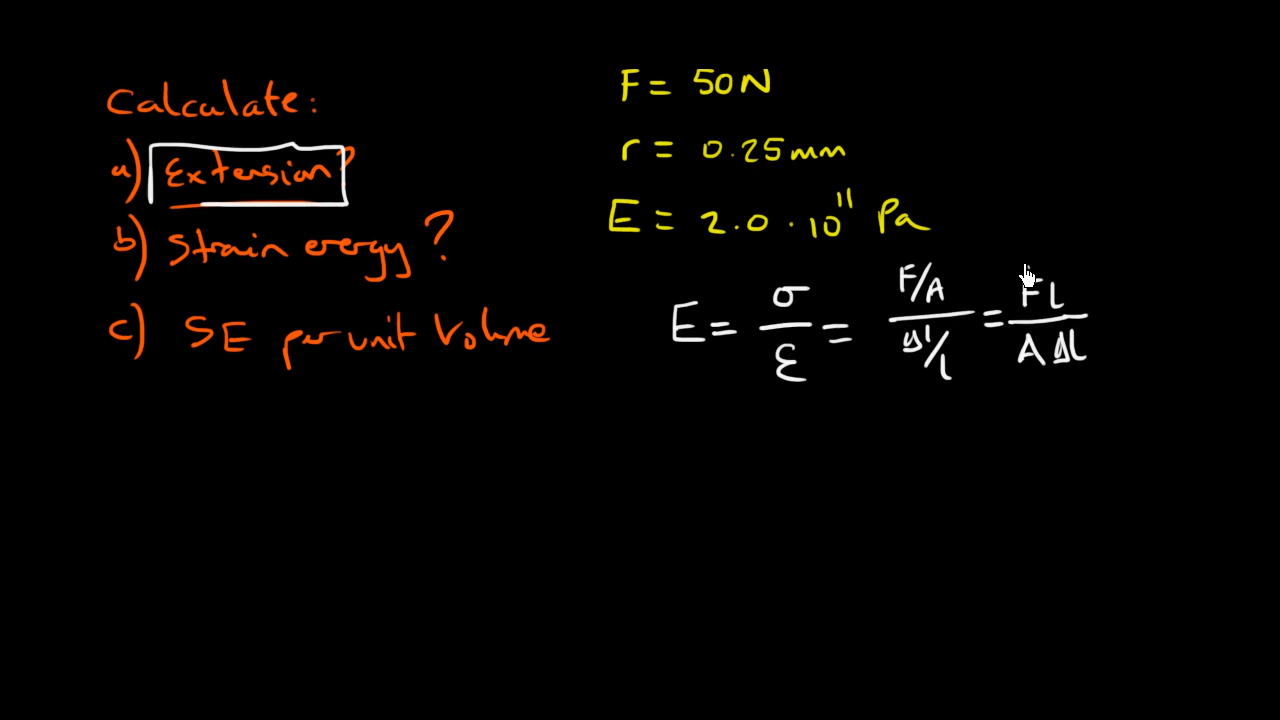 Calculate:
a) Extension?
b) Strain energy?
c) SE per unit Volume
F = 50N
r = 0.25mm
E = 2.0 · 10¹¹ Pa
E = σ/ε = (F/A)/(Δl/l) = Fl/AΔl